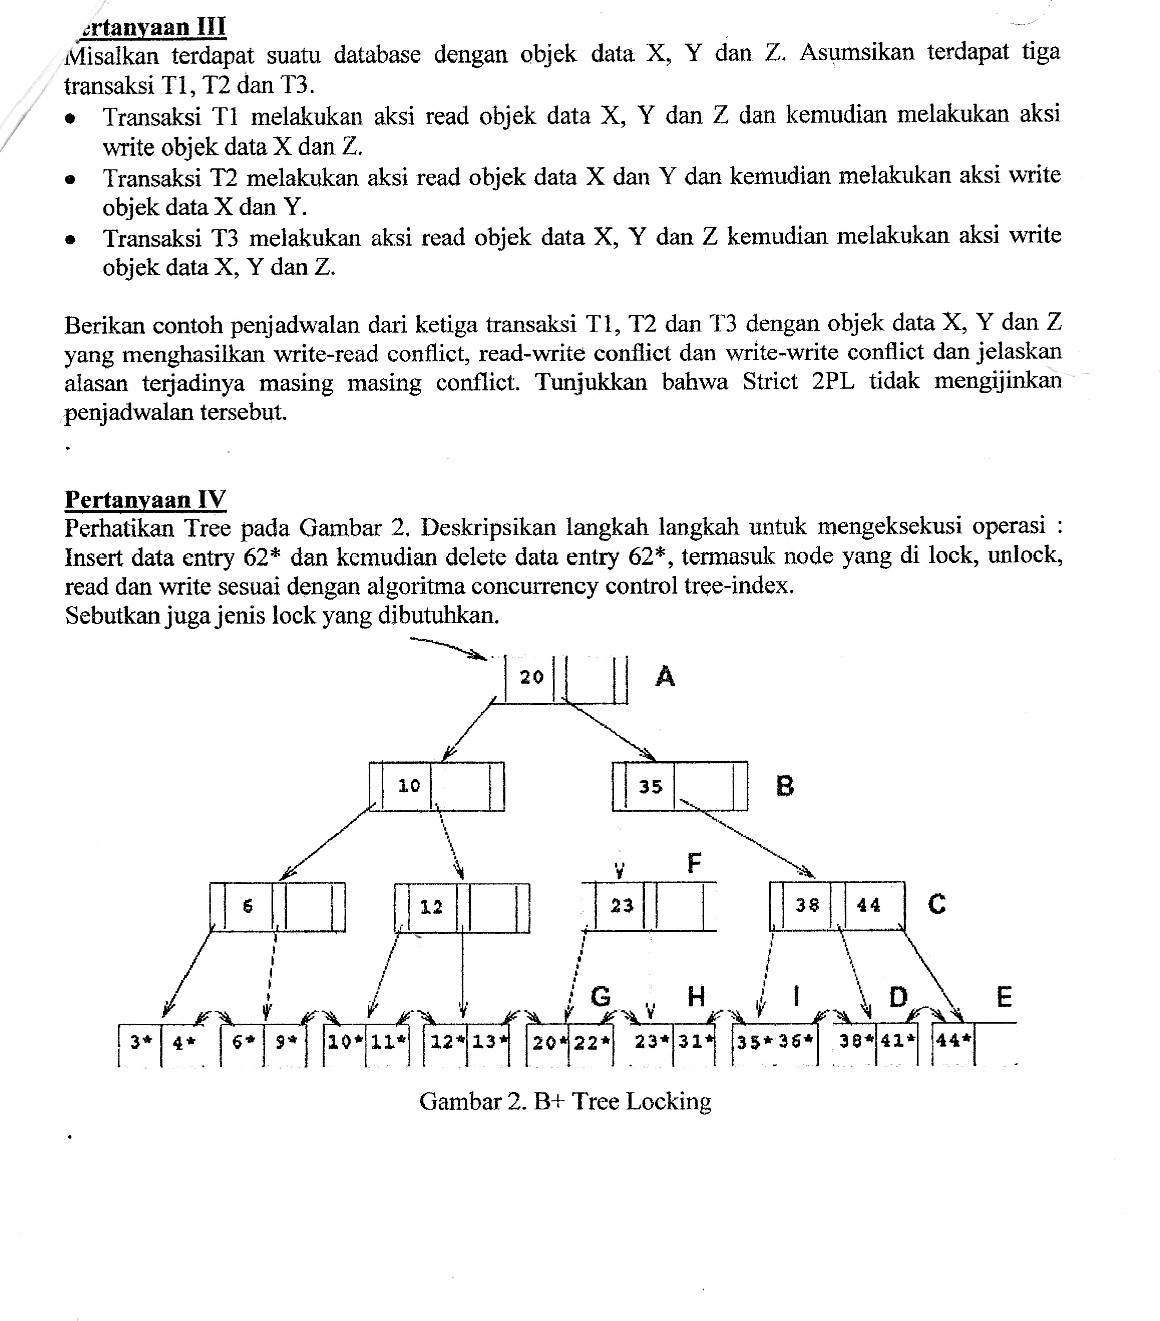 ertanyaan III
Misalkan terdapat suatu database dengan objek data X, Y dan Z. Asumsikan terdapat tiga
transaksi T1, T2 dan T3.
• Transaksi T1 melakukan aksi read objek data X, Y dan Z dan kemudian melakukan aksi
write objek data X dan Z.
• Transaksi T2 melakukan aksi read objek data X dan Y dan kemudian melakukan aksi write
objek data X dan Y.
• Transaksi T3 melakukan aksi read objek data X, Y dan Z kemudian melakukan aksi write
objek data X, Y dan Z.
Berikan contoh penjadwalan dari ketiga transaksi T1, T2 dan T3 dengan objek data X, Y dan Z
yang menghasilkan write-read conflict, read-write conflict dan write-write conflict dan jelaskan
alasan terjadinya masing masing conflict. Tunjukkan bahwa Strict 2PL tidak mengijinkan
penjadwalan tersebut.
Pertanyaan IV
Perhatikan Tree pada Gambar 2. Deskripsikan langkah langkah untuk mengeksekusi operasi :
Insert data entry 62* dan kemudian delete data entry 62*, termasuk node yang di lock, unlock,
read dan write sesuai dengan algoritma concurrency control tree-index.
Sebutkan juga jenis lock yang dibutuhkan.
20 A
10 35 B
F
6 12 23 38 44 C
G H I D E
3* 4* 6* 9* 10* 11* 12* 13* 20* 22* 23* 31* 35* 36* 38* 41* 44*
Gambar 2. B+ Tree Locking